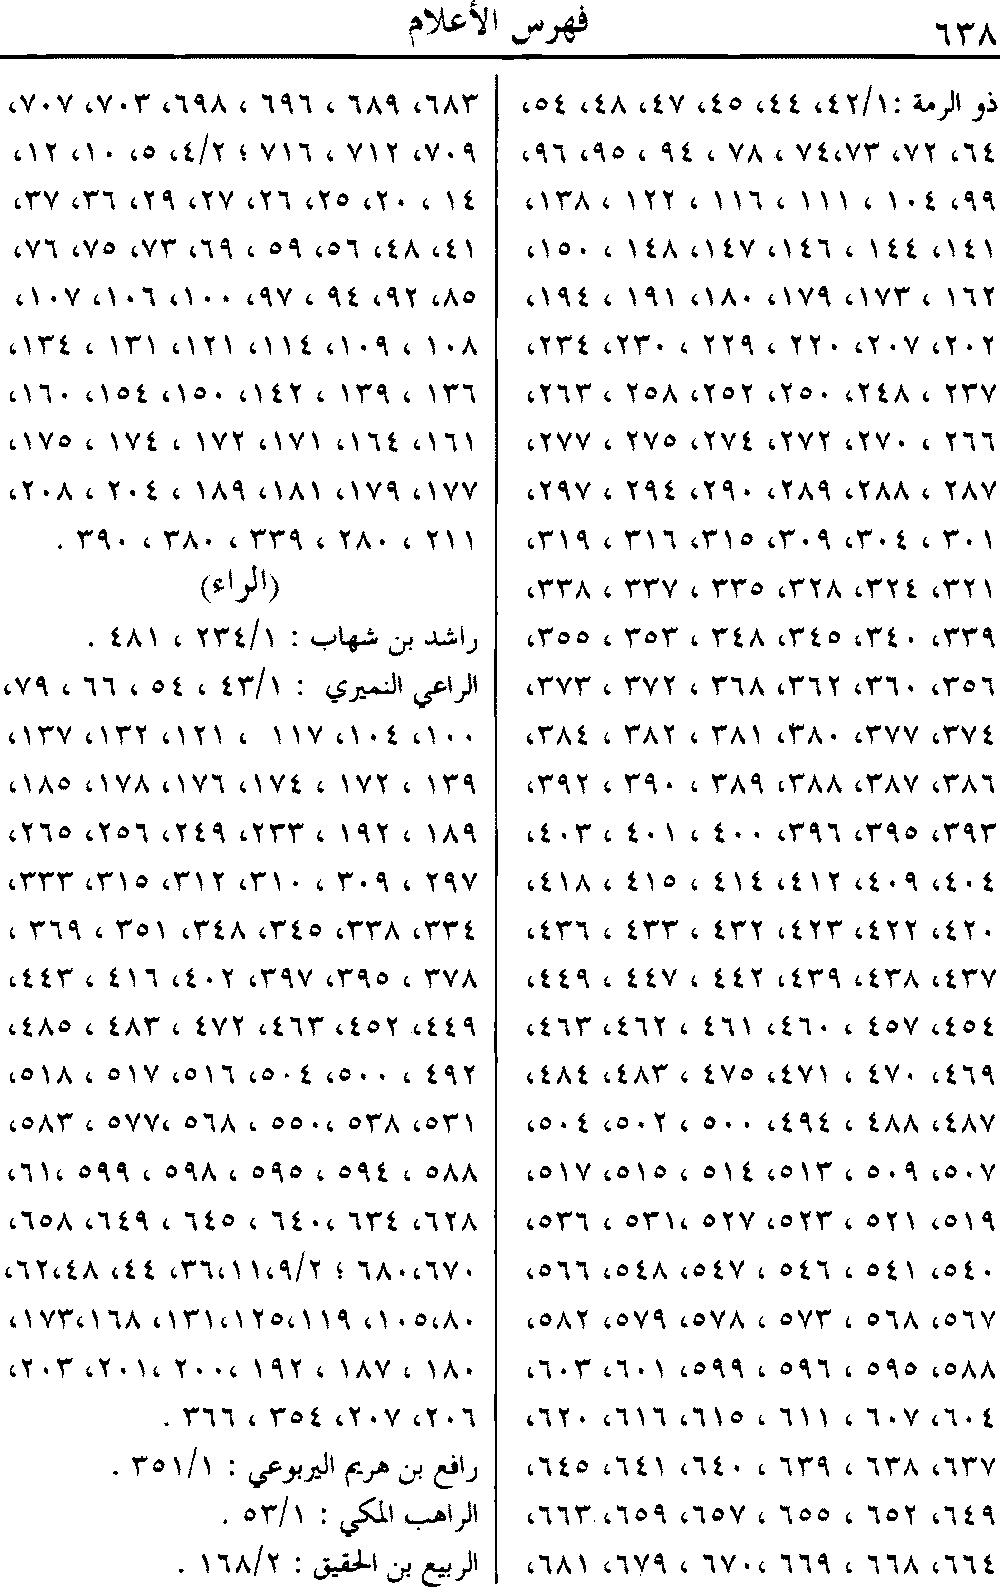 ٦٣٨
فهرس الأعلام
ذو الرمة :٤٢/١، ٤٤، ٤٥، ٤٧، ٤٨، ٥٤،
٦٤، ٧٢، ٧٤،٧٣، ٧٨ ، ٩٤ ، ٩٥، ٩٦،
٩٩، ١٠٤ ، ١١١ ، ١١٦ ، ١٢٢ ، ١٣٨،
١٤١، ١٤٤ ، ١٤٦، ١٤٧، ١٤٨ ، ١٥٠،
١٦٢ ، ١٧٣، ١٧٩، ١٨٠، ١٩١ ، ١٩٤،
٢٠٢، ٢٠٧، ٢٢٠ ، ٢٢٩ ، ٢٣٠، ٢٣٤،
٢٣٧ ، ٢٤٨، ٢٥٠، ٢٥٢، ٢٥٨ ، ٢٦٣،
٢٦٦ ، ٢٧٠، ٢٧٢، ٢٧٤، ٢٧٥ ، ٢٧٧،
٢٨٧ ، ٢٨٨، ٢٨٩، ٢٩٠، ٢٩٤ ، ٢٩٧،
٣٠١ ، ٣٠٤، ٣٠٩، ٣١٥، ٣١٦ ، ٣١٩،
٣٢١، ٣٢٤، ٣٢٨، ٣٣٥ ، ٣٣٧ ، ٣٣٨،
٣٣٩، ٣٤٠، ٣٤٥، ٣٤٨ ، ٣٥٣ ، ٣٥٥،
٣٥٦، ٣٦٠، ٣٦٢، ٣٦٨ ، ٣٧٢ ، ٣٧٣،
٣٧٤، ٣٧٧، ٣٨٠، ٣٨١ ، ٣٨٢ ، ٣٨٤،
٣٨٦، ٣٨٧، ٣٨٨، ٣٨٩ ، ٣٩٠ ، ٣٩٢،
٣٩٣، ٣٩٥، ٣٩٦، ٤٠٠ ، ٤٠١ ، ٤٠٣،
٤٠٤، ٤٠٩، ٤١٢، ٤١٤ ، ٤١٥ ، ٤١٨،
٤٢٠، ٤٢٢، ٤٢٣، ٤٣٢ ، ٤٣٣ ، ٤٣٦،
٤٣٧، ٤٣٨، ٤٣٩، ٤٤٢ ، ٤٤٧ ، ٤٤٩،
٤٥٤، ٤٥٧ ، ٤٦٠، ٤٦١ ، ٤٦٢، ٤٦٣،
٤٦٩، ٤٧٠ ، ٤٧١، ٤٧٥ ، ٤٨٣، ٤٨٤،
٤٨٧، ٤٨٨ ، ٤٩٤، ٥٠٠ ، ٥٠٢، ٥٠٤،
٥٠٧، ٥٠٩ ، ٥١٣، ٥١٤ ، ٥١٥، ٥١٧،
٥١٩، ٥٢١ ، ٥٢٣، ٥٢٧ ،٥٣١ ، ٥٣٦،
٥٤٠، ٥٤١ ، ٥٤٦ ، ٥٤٧، ٥٤٨، ٥٦٦،
٥٦٧، ٥٦٨ ، ٥٧٣ ، ٥٧٨، ٥٧٩، ٥٨٢،
٥٨٨، ٥٩٥ ، ٥٩٦ ، ٥٩٩، ٦٠١، ٦٠٣،
٦٠٤، ٦٠٧ ، ٦١١ ، ٦١٥، ٦١٦، ٦٢٠،
٦٣٧، ٦٣٨ ، ٦٣٩ ، ٦٤٠، ٦٤١، ٦٤٥،
٦٤٩، ٦٥٢ ، ٦٥٥ ، ٦٥٧، ٦٥٩، ٦٦٣،
٦٦٤، ٦٦٨ ، ٦٦٩ ،٦٧٠ ، ٦٧٩، ٦٨١،
٦٨٣، ٦٨٩ ، ٦٩٦ ، ٦٩٨، ٧٠٣، ٧٠٧،
٧٠٩، ٧١٢ ، ٧١٦ ؛ ٤/٢، ٥، ١٠، ١٢،
١٤ ، ٢٠، ٢٥، ٢٦، ٢٧، ٢٩، ٣٦، ٣٧،
٤١، ٤٨، ٥٦، ٥٩ ، ٦٩، ٧٣، ٧٥، ٧٦،
٨٥، ٩٢، ٩٤ ، ٩٧، ١٠٠، ١٠٦، ١٠٧،
١٠٨ ، ١٠٩، ١١٤، ١٢١، ١٣١ ، ١٣٤،
١٣٦ ، ١٣٩ ، ١٤٢، ١٥٠، ١٥٤، ١٦٠،
١٦١ ، ١٦٤، ١٧١، ١٧٢ ، ١٧٤ ، ١٧٥،
١٧٧، ١٧٩، ١٨١، ١٨٩ ، ٢٠٤ ، ٢٠٨،
٢١١ ، ٢٨٠ ، ٣٣٩ ، ٣٨٠ ، ٣٩٠ .
(الراء)
راشد بن شهاب : ٢٣٤/١ ، ٤٨١ .
الراعي النميري : ٤٣/١ ، ٥٤ ، ٦٦ ، ٧٩،
١٠٠، ١٠٤، ١١٧ ، ١٢١، ١٣٢، ١٣٧،
١٣٩ ، ١٧٢ ، ١٧٤، ١٧٦، ١٧٨، ١٨٥،
١٨٩ ، ١٩٢ ، ٢٣٣، ٢٤٩، ٢٥٦، ٢٦٥،
٢٩٧ ، ٣٠٩ ، ٣١٠، ٣١٢، ٣١٥، ٣٣٣،
٣٣٤، ٣٣٨، ٣٤٥، ٣٤٨، ٣٥١ ، ٣٦٩ ،
٣٧٨ ، ٣٩٥، ٣٩٧، ٤٠٢، ٤١٦ ، ٤٤٣،
٤٤٩، ٤٥٢، ٤٦٣، ٤٧٢ ، ٤٨٣ ، ٤٨٥،
٤٩٢ ، ٥٠٠، ٥٠٤، ٥١٦، ٥١٧ ، ٥١٨،
٥٣١، ٥٣٨ ،٥٥٠ ، ٥٦٨ ،٥٧٧ ، ٥٨٣،
٥٨٨ ، ٥٩٤ ، ٥٩٥ ، ٥٩٨ ، ٥٩٩ ،٦١،
٦٢٨، ٦٣٤ ،٦٤٠ ، ٦٤٥ ، ٦٤٩، ٦٥٨،
٦٧٠،٦٨٠ ؛ ٩/٢،١١،٣٦، ٤٤، ٤٨،٦٢،
٨٠،١٠٥، ١١٩،١٢٥،١٣١، ١٦٨،١٧٣،
١٨٠ ، ١٨٧ ، ١٩٢ ،٢٠٠ ،٢٠١، ٢٠٣،
٢٠٦، ٢٠٧، ٣٥٤ ، ٣٦٦ .
رافع بن هريم اليربوعي : ٣٥١/١ .
الراهب المكي : ٥٣/١ .
الربيع بن الحقيق : ١٦٨/٢ .